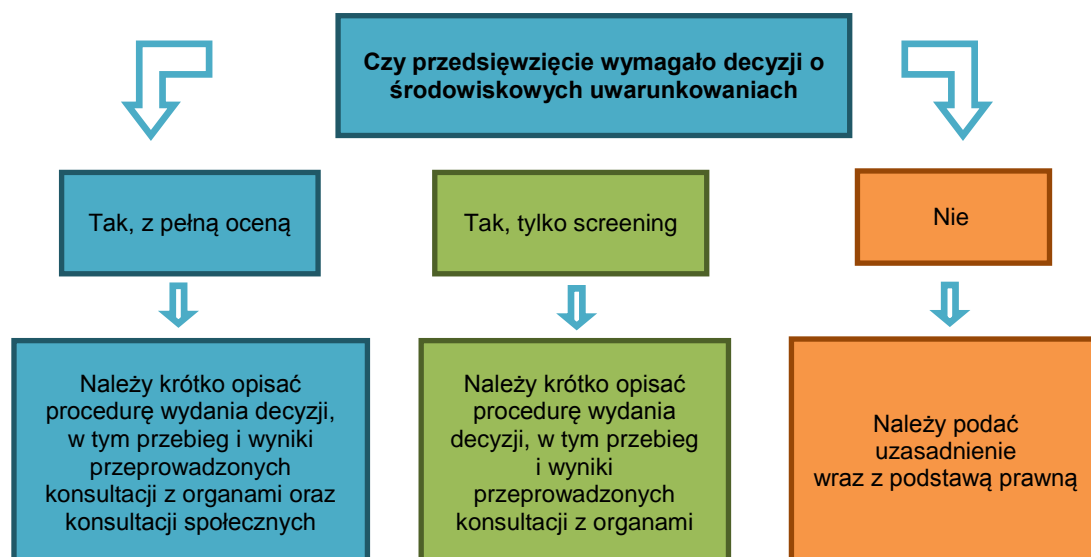 Czy przedsięwzięcie wymagało decyzji o
środowiskowych uwarunkowaniach
Tak, z pełną oceną
Tak, tylko screening
Nie
Należy krótko opisać
procedurę wydania decyzji,
w tym przebieg i wyniki
przeprowadzonych
konsultacji z organami oraz
konsultacji społecznych
Należy krótko opisać
procedurę wydania
decyzji, w tym przebieg
i wyniki
przeprowadzonych
konsultacji z organami
Należy podać
uzasadnienie
wraz z podstawą prawną